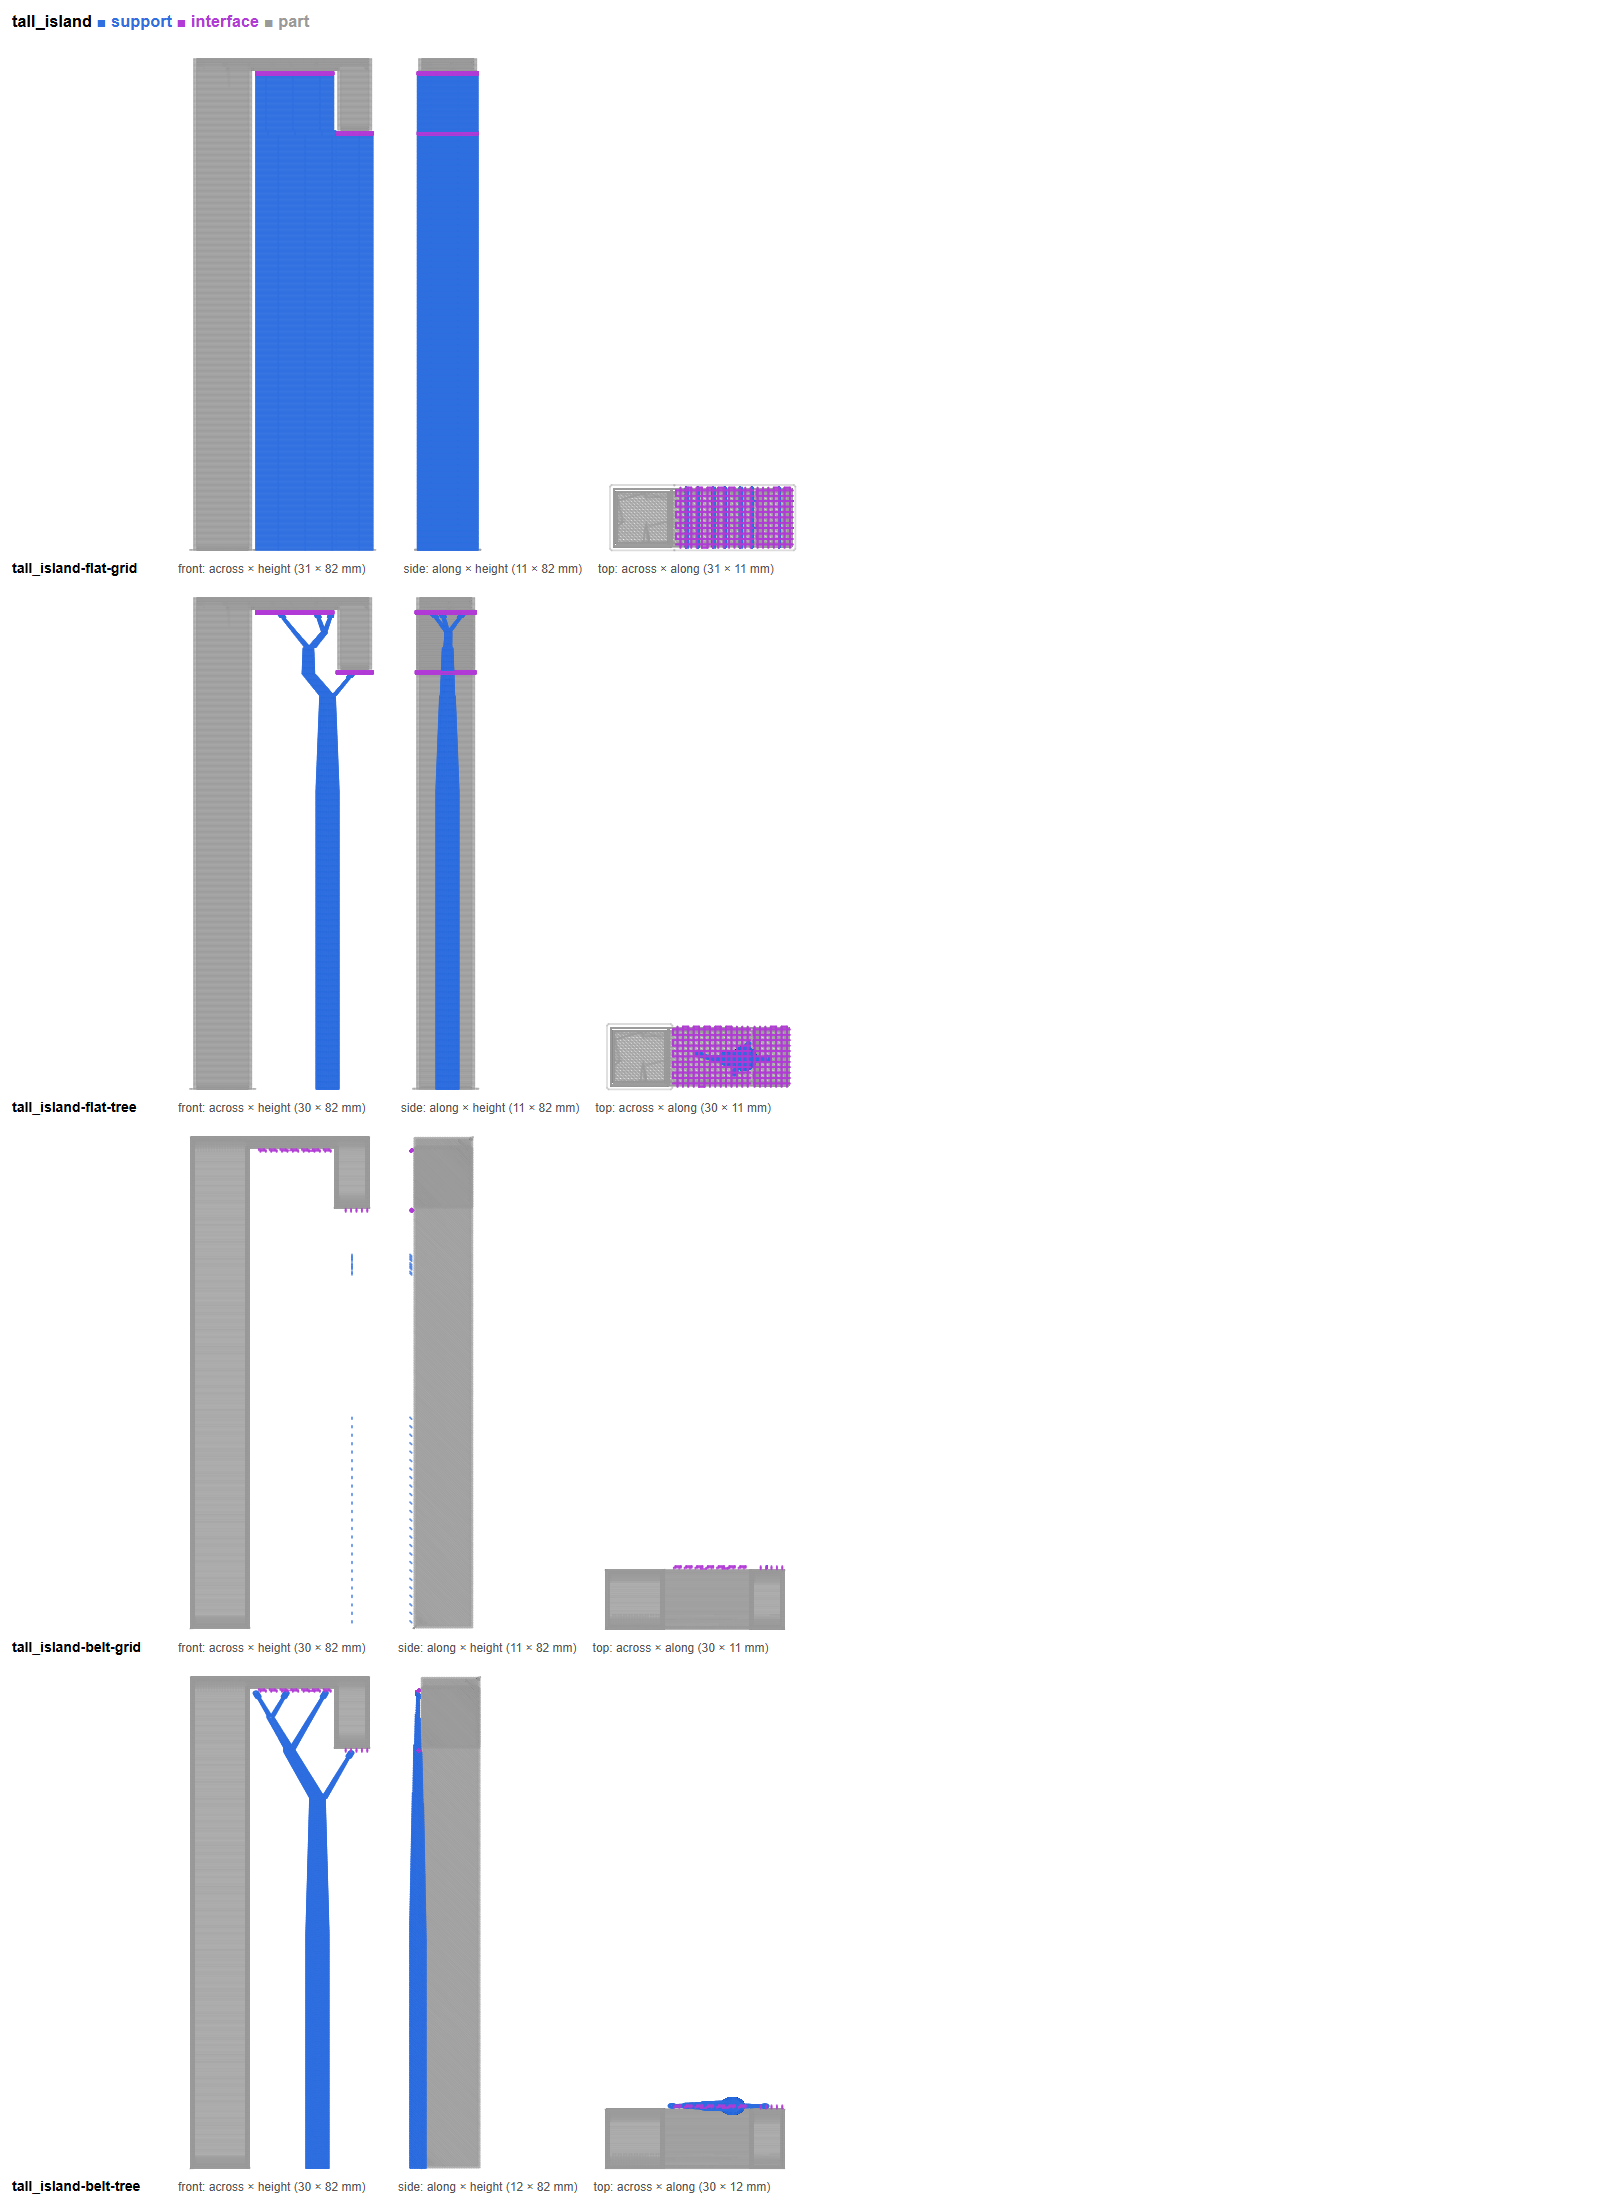 tall_island ■ support ■ interface ■ part
tall_island-flat-grid front: across × height (31 × 82 mm) side: along × height (11 × 82 mm) top: across × along (31 × 11 mm)
tall_island-flat-tree front: across × height (30 × 82 mm) side: along × height (11 × 82 mm) top: across × along (30 × 11 mm)
tall_island-belt-grid front: across × height (30 × 82 mm) side: along × height (11 × 82 mm) top: across × along (30 × 11 mm)
tall_island-belt-tree front: across × height (30 × 82 mm) side: along × height (12 × 82 mm) top: across × along (30 × 12 mm)